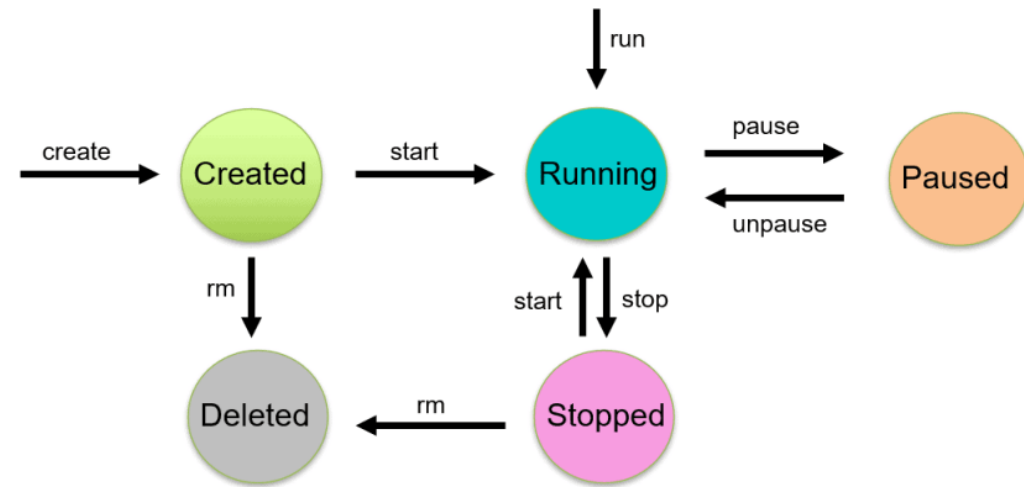 run
create
Created
start
Running
pause
unpause
Paused
rm
start
stop
Deleted
rm
Stopped